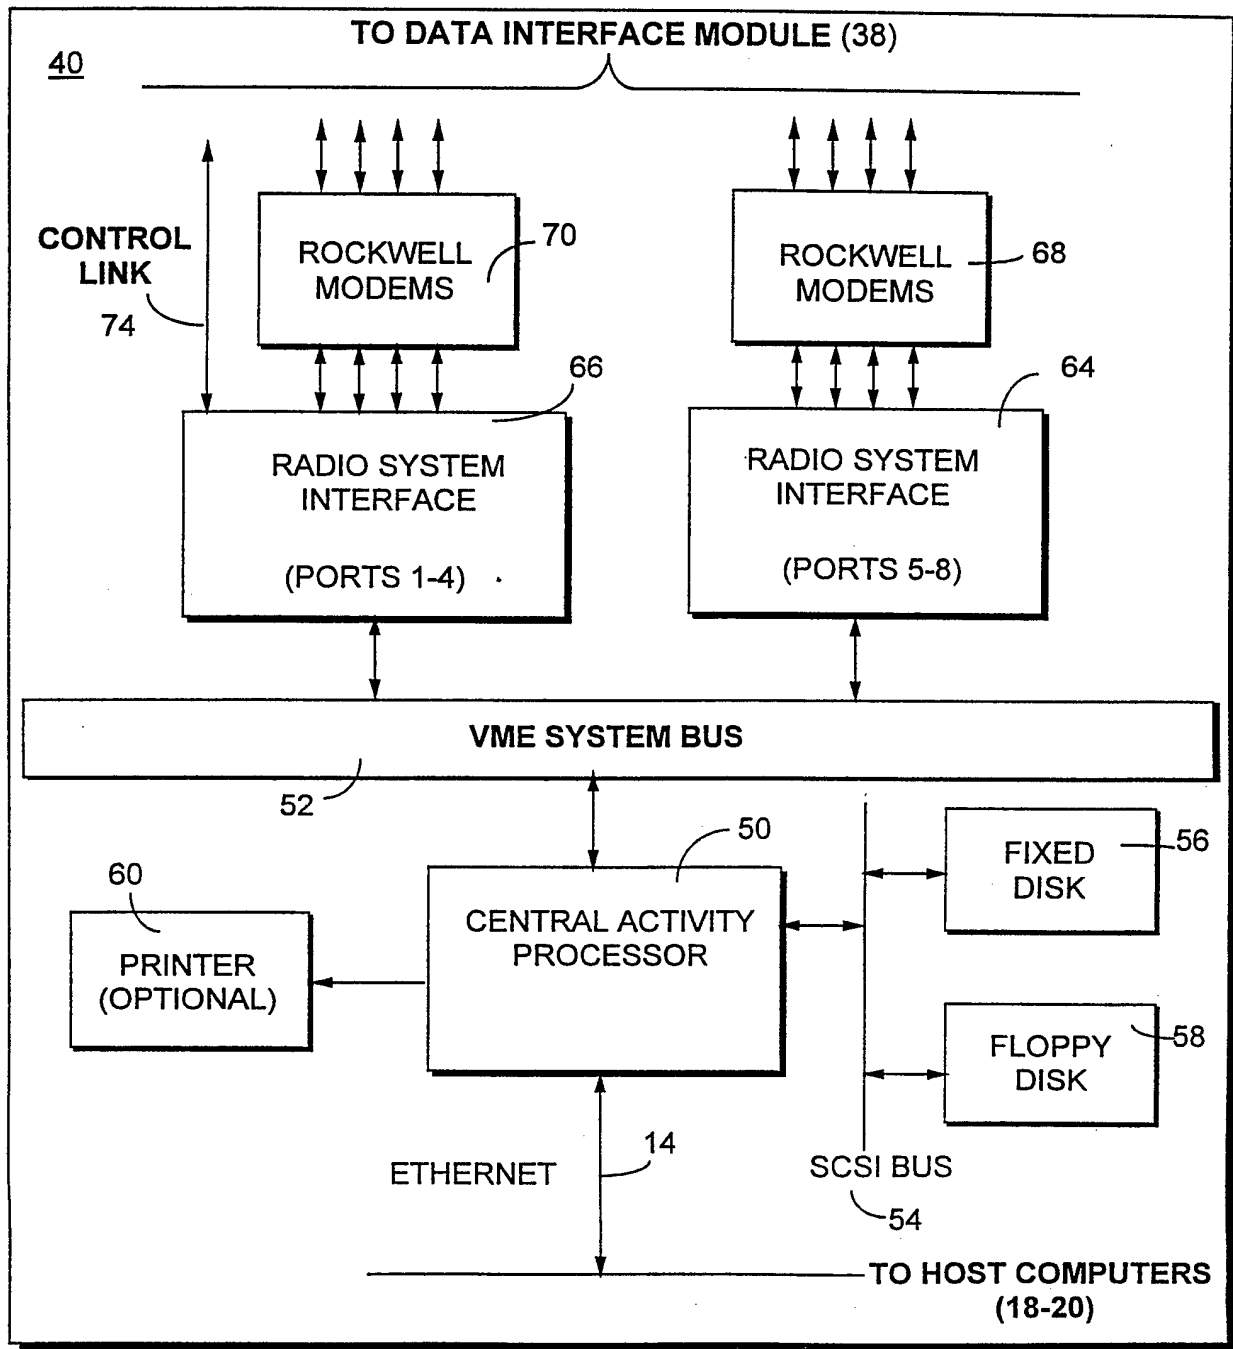 TO DATA INTERFACE MODULE (38)
40
CONTROL
LINK
74
ROCKWELL
MODEMS
70
ROCKWELL
MODEMS
68
66
RADIO SYSTEM
INTERFACE
(PORTS 1-4)
64
RADIO SYSTEM
INTERFACE
(PORTS 5-8)
VME SYSTEM BUS
52
50
CENTRAL ACTIVITY
PROCESSOR
60
PRINTER
(OPTIONAL)
FIXED
DISK
56
FLOPPY
DISK
58
ETHERNET
14
SCSI BUS
54
TO HOST COMPUTERS
(18-20)